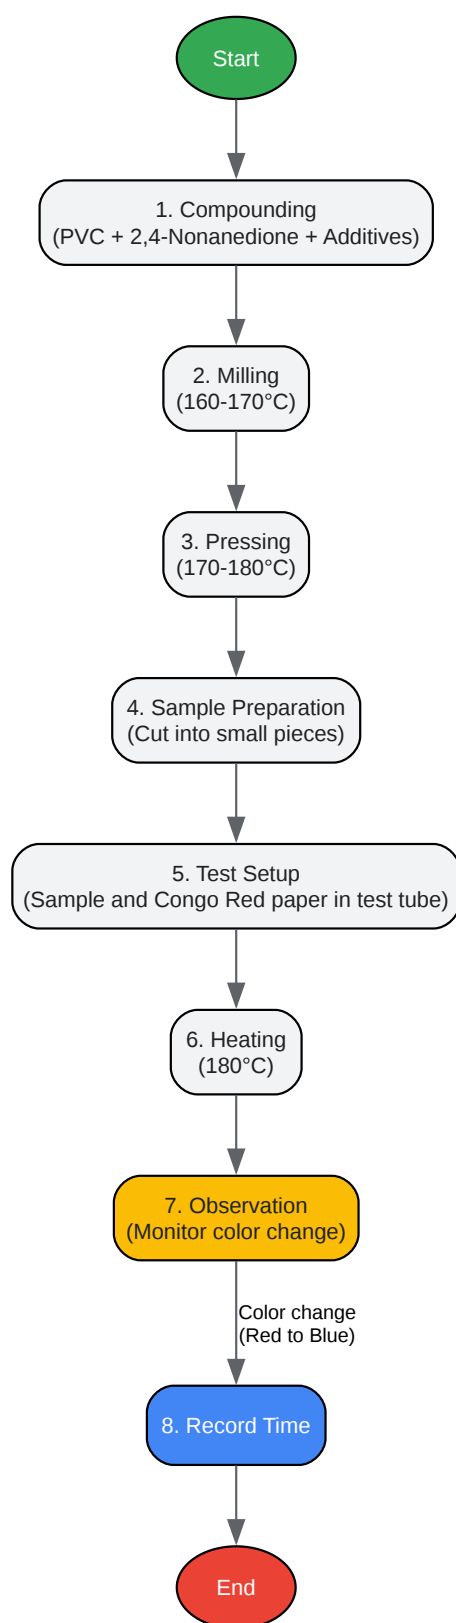 Start
1. Compounding
(PVC + 2,4-Nonanedione + Additives)
2. Milling
(160-170°C)
3. Pressing
(170-180°C)
4. Sample Preparation
(Cut into small pieces)
5. Test Setup
(Sample and Congo Red paper in test tube)
6. Heating
(180°C)
7. Observation
(Monitor color change)
Color change
(Red to Blue)
8. Record Time
End